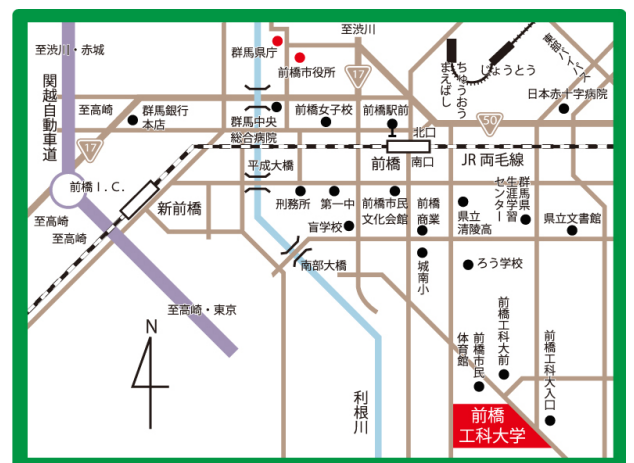 至渋川
至渋川・赤城
群馬県庁
前橋市役所
17
ちゅうおう
まえばし
じょうとう
東部バイパス
日本赤十字病院
関越自動車道
至高崎
群馬銀行
本店
群馬中央
総合病院
前橋女子校
前橋駅前
北口
50
17
平成大橋
前橋
南口
JR 両毛線
前橋 I . C.
新前橋
刑務所
第一中
前橋市民
文化会館
前橋
商業
県立
清陵高
群馬県
生涯学習
センター
県立文書館
至高崎
至高崎
盲学校
南部大橋
城南小
ろう学校
至高崎・東京
N
利根川
前橋市民
体育館
前橋工科大前
前橋工科大入口
前橋
工科大学